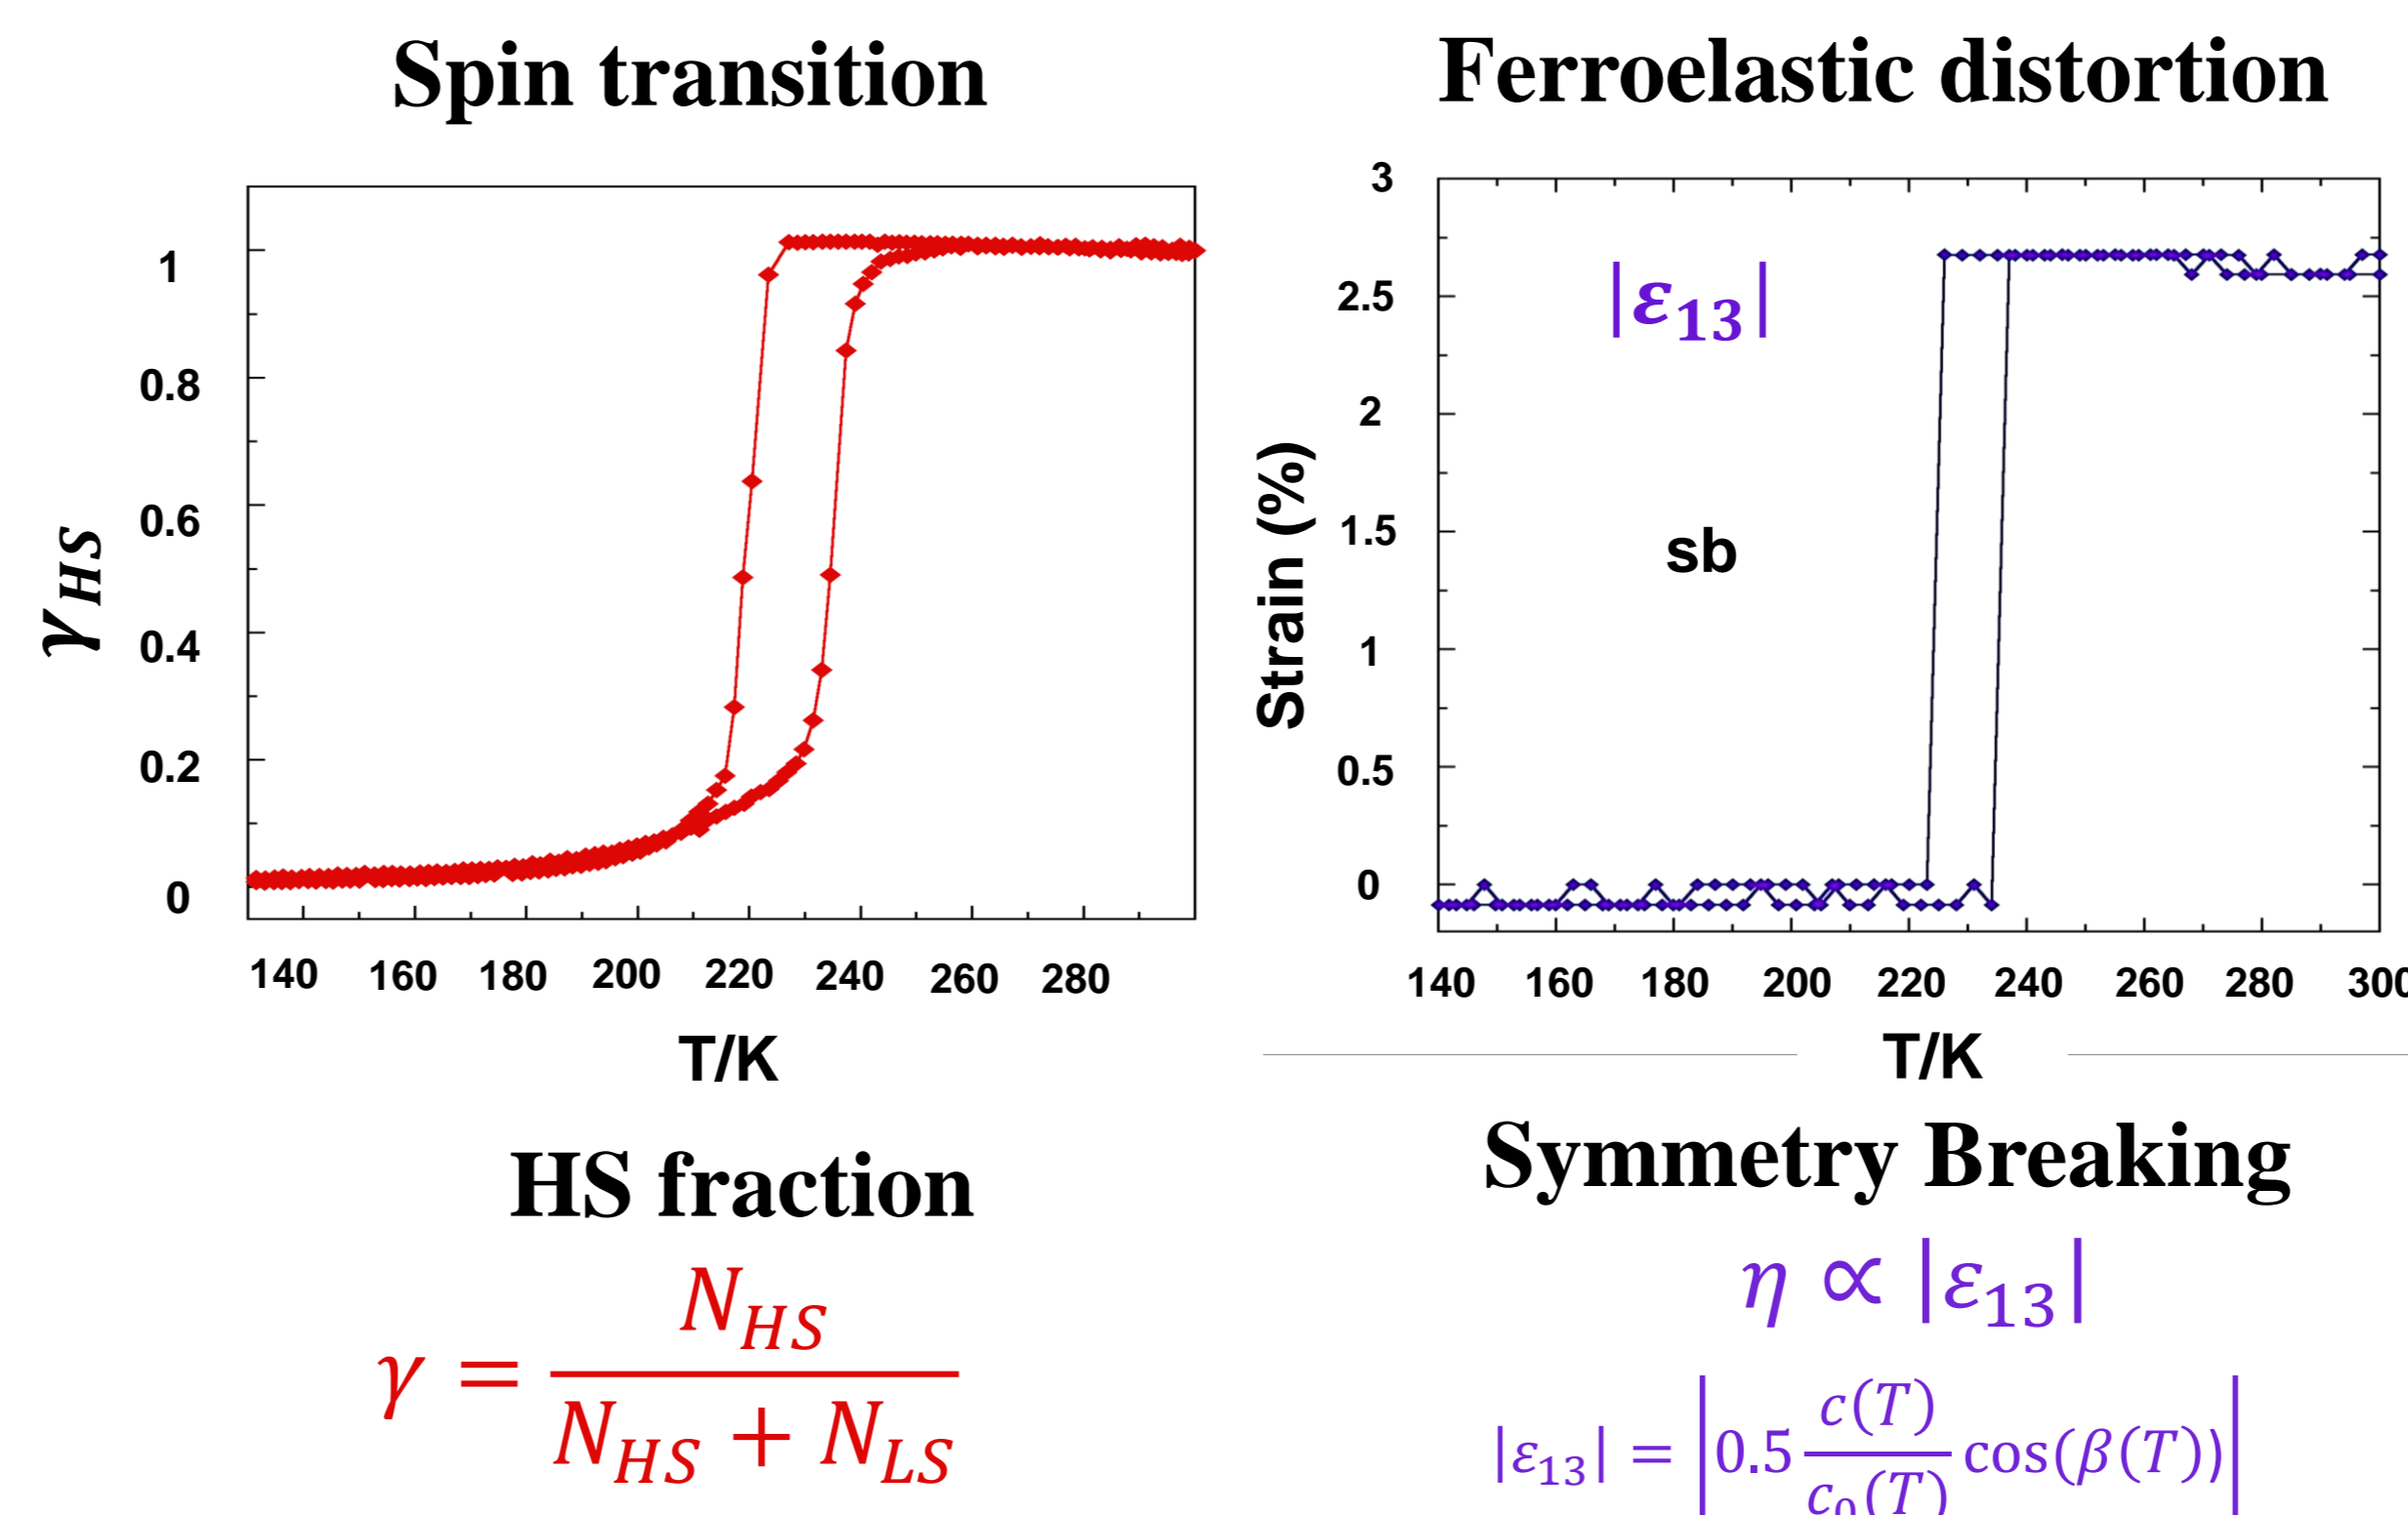 Spin transition
1
0.8
0.6
0.4
0.2
0
γHS
140 160 180 200 220 240 260 280
T/K
HS fraction
γ = NHS / (NHS + NLS)
Ferroelastic distortion
3
2.5
2
1.5
1
0.5
0
Strain (%)
|ε13|
sb
140 160 180 200 220 240 260 280 300
T/K
Symmetry Breaking
η ∝ |ε13|
|ε13| = |0.5 c(T)/c0(T) cos(β(T))|